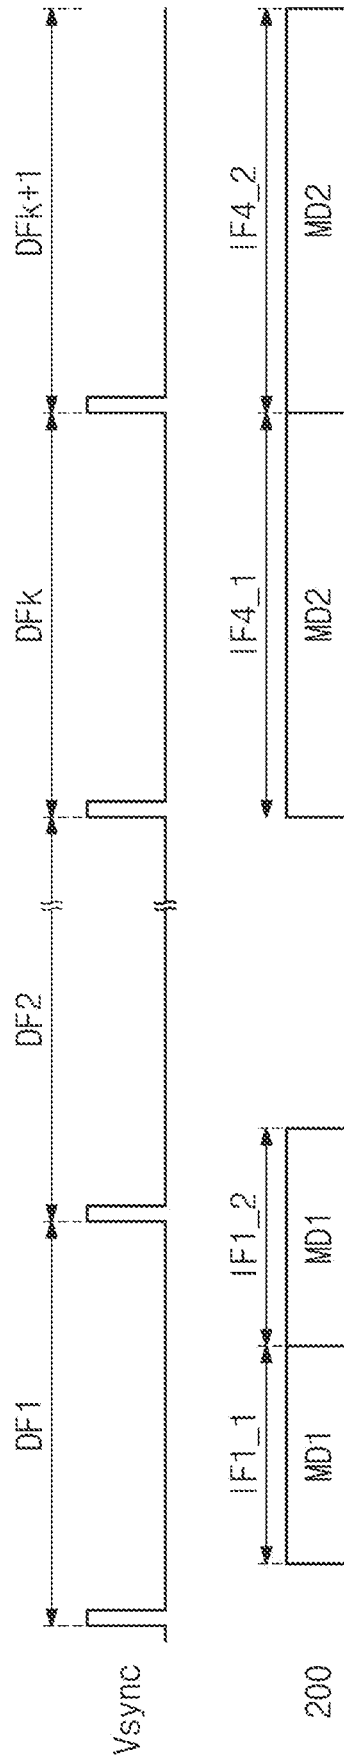 DF1 DF2 DFk DFk+1
Vsync
IF1_1 IF1_2 IF4_1 IF4_2
200 MD1 MD1 MD2 MD2